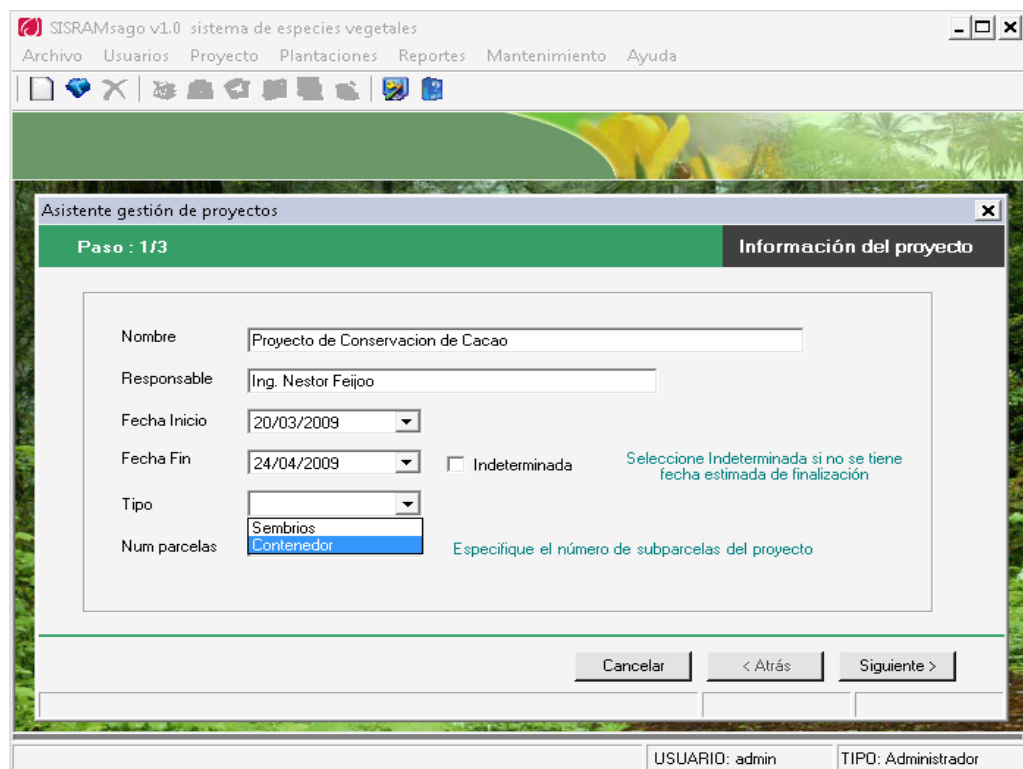 SISRAMsago v1.0 sistema de especies vegetales
Archivo Usuarios Proyecto Plantaciones Reportes Mantenimiento Ayuda
Asistente gestión de proyectos
Paso : 1/3 Información del proyecto
Nombre Proyecto de Conservacion de Cacao
Responsable Ing. Nestor Feijoo
Fecha Inicio 20/03/2009
Fecha Fin 24/04/2009 Indeterminada Seleccione Indeterminada si no se tiene
fecha estimada de finalización
Tipo
Sembrios
Contenedor
Num parcelas Especifique el número de subparcelas del proyecto
Cancelar < Atrás Siguiente >
USUARIO: admin TIPO: Administrador